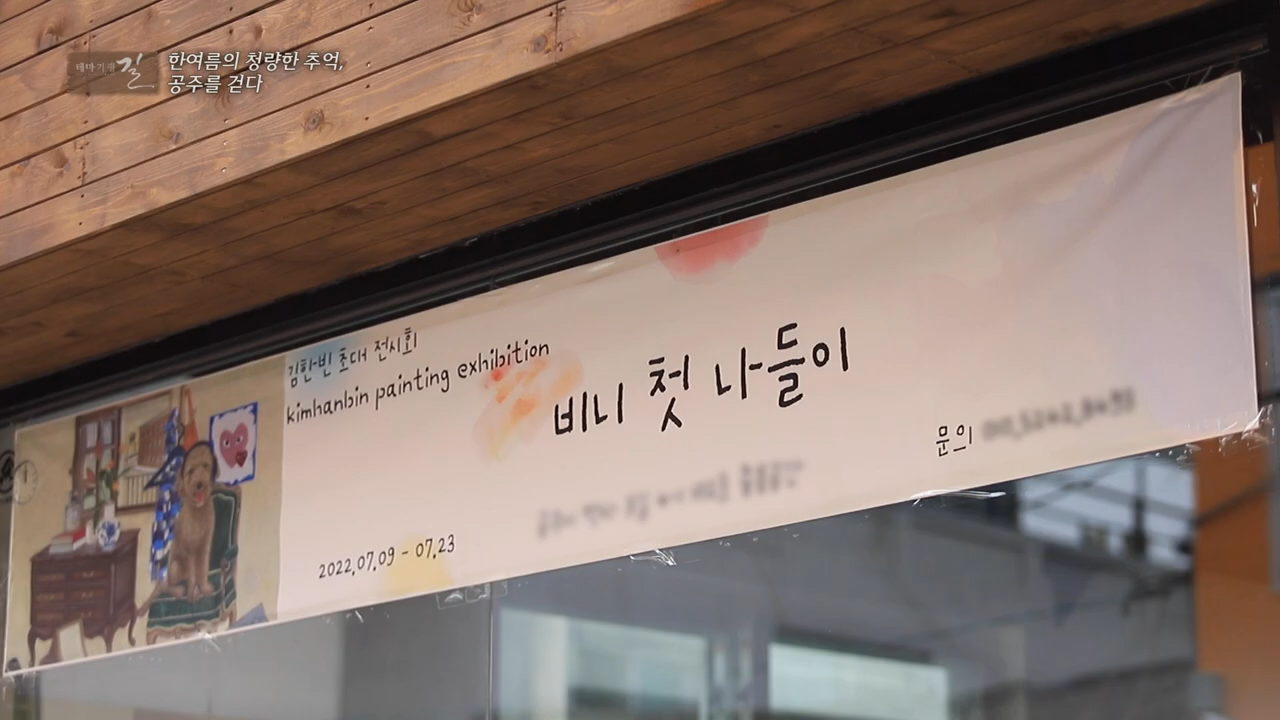 테마기행 길
한여름의 청량한 추억,
공주를 걷다
김한빈 초대 전시회
kimhanbin painting exhibition
비니 첫 나들이
문의
2022.07.09 - 07.23